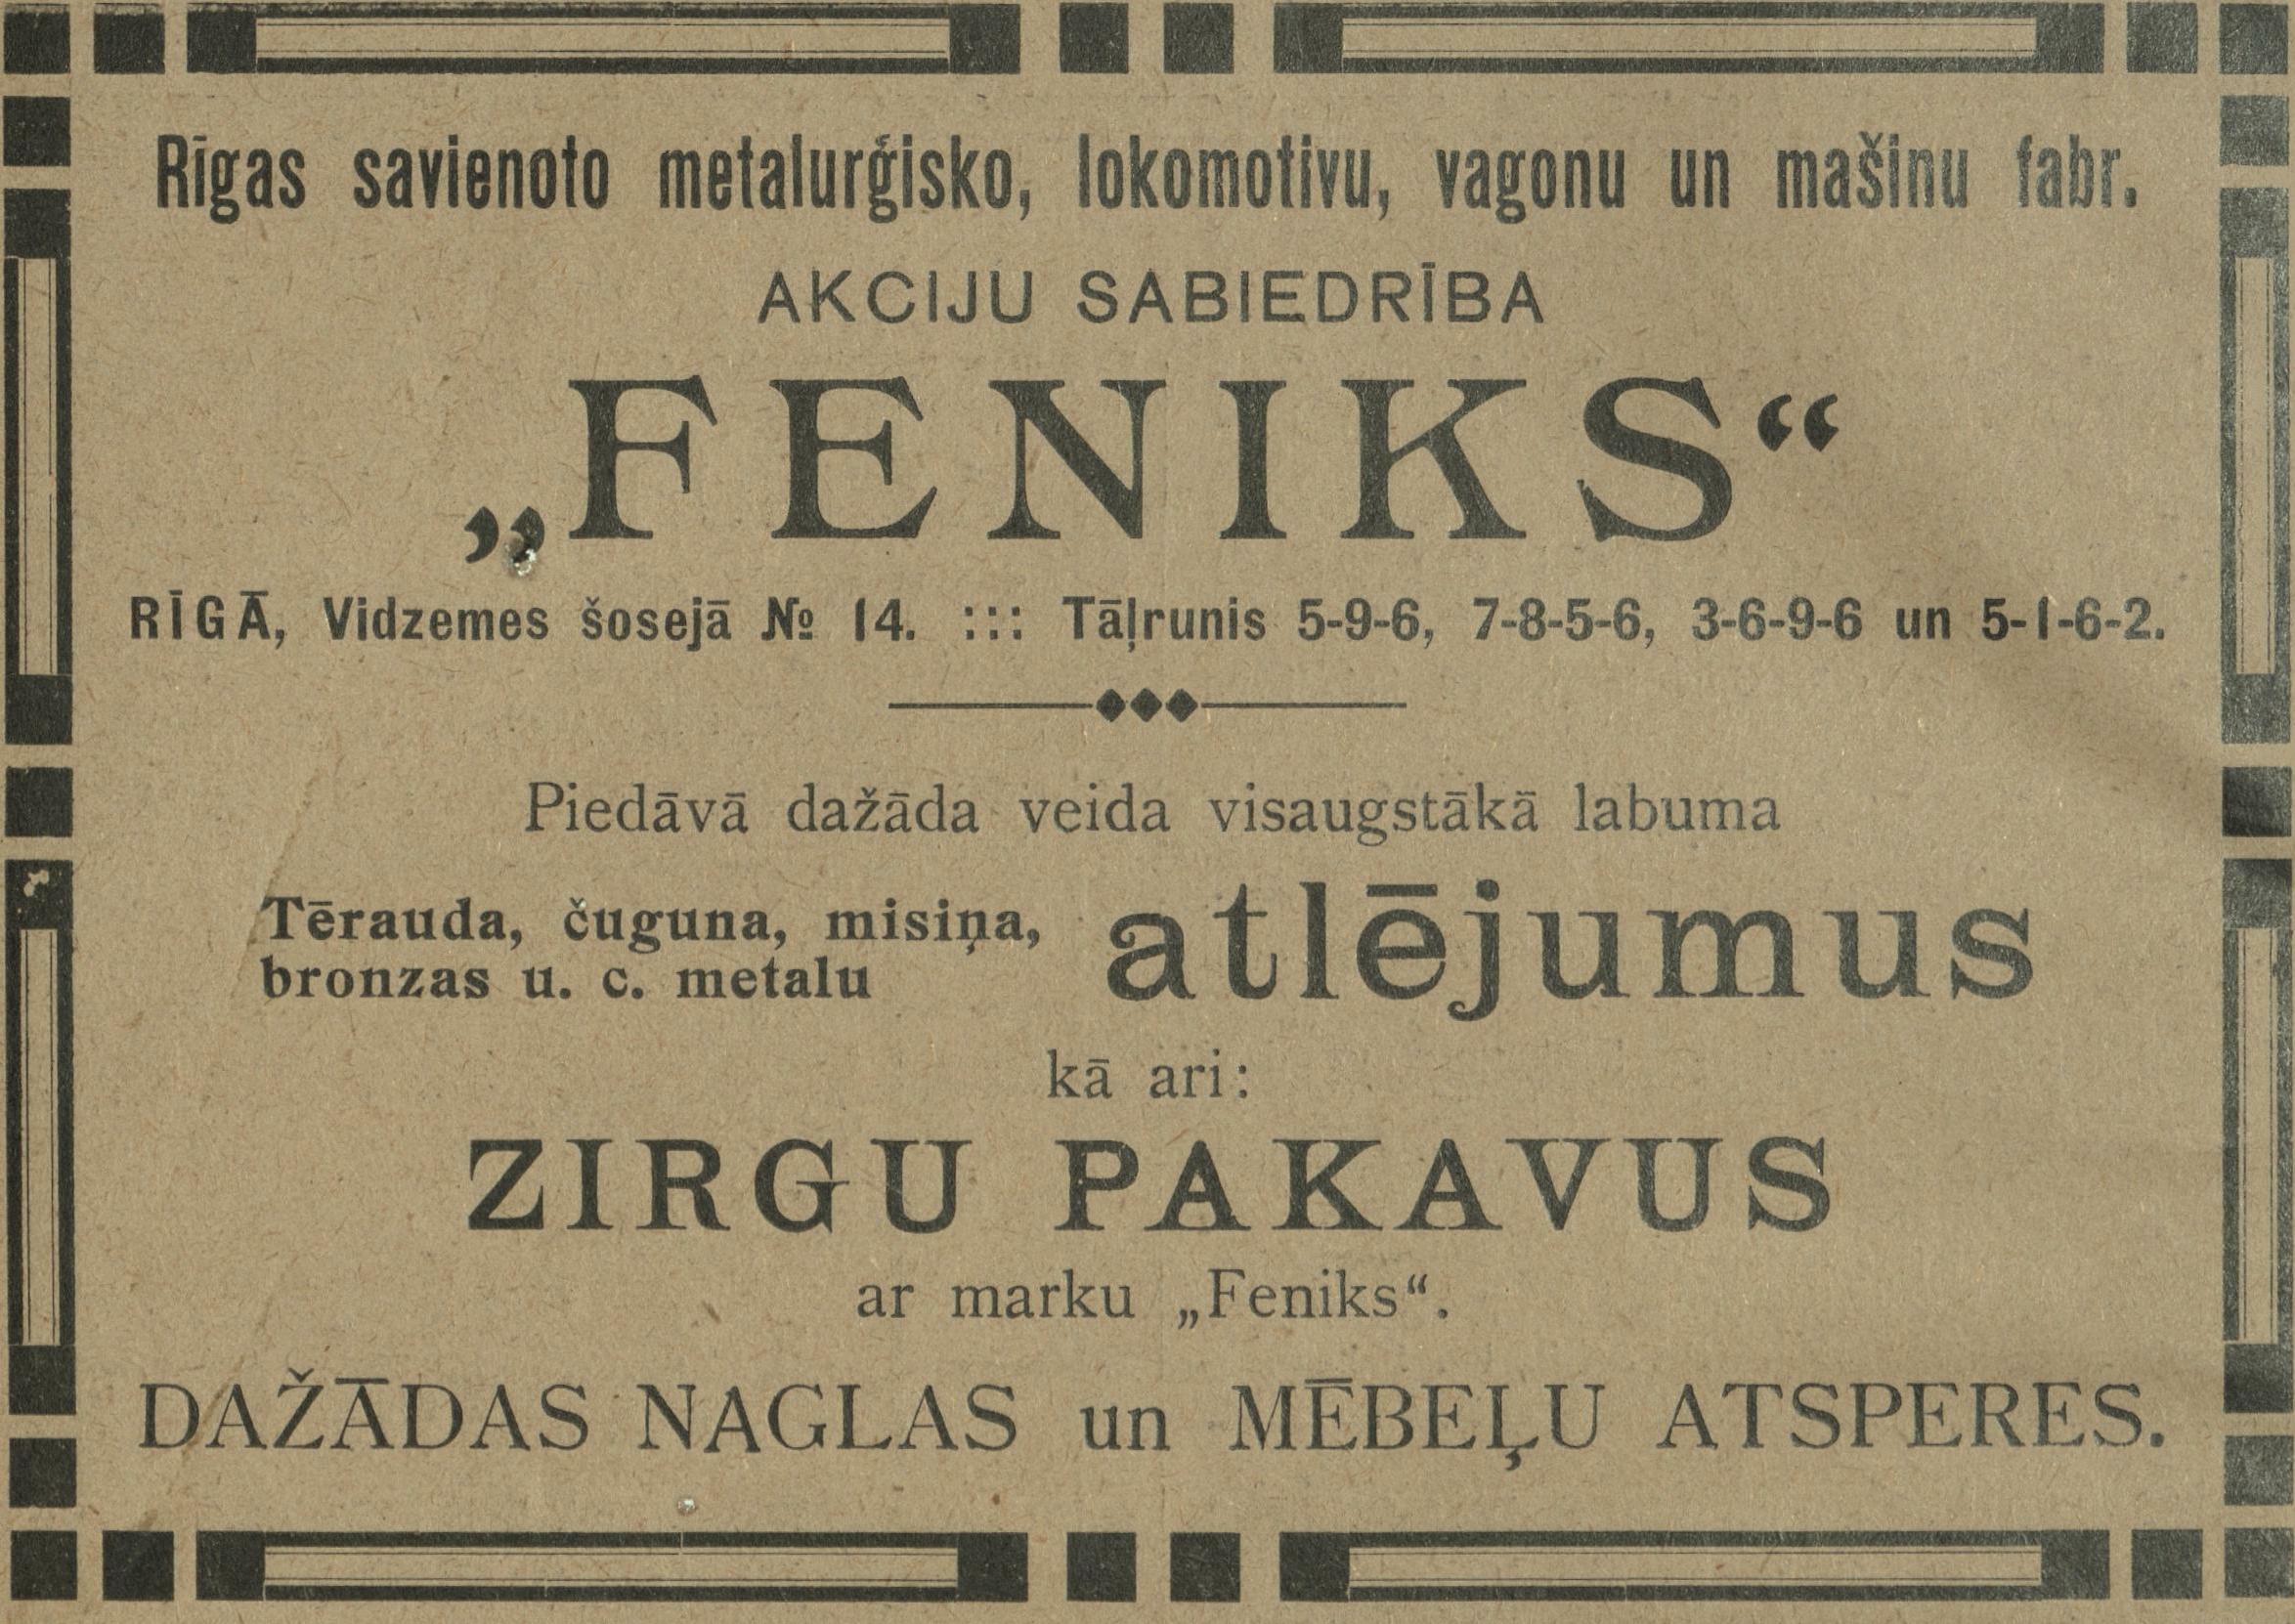 Rīgas savienoto metalurģisko, lokomotivu, vagonu un mašinu fabr.
AKCIJU SABIEDRĪBA
„FENIKS“
RĪGĀ, Vidzemes šosejā № 14. ::: Tāļrunis 5-9-6, 7-8-5-6, 3-6-9-6 un 5-1-6-2.
Piedāvā dažāda veida visaugstākā labuma
Tērauda, čuguna, misiņa,
bronzas u. c. metalu
atlējumus
kā ari:
ZIRGU PAKAVUS
ar marku „Feniks“.
DAŽĀDAS NAGLAS un MĒBEĻU ATSPERES.